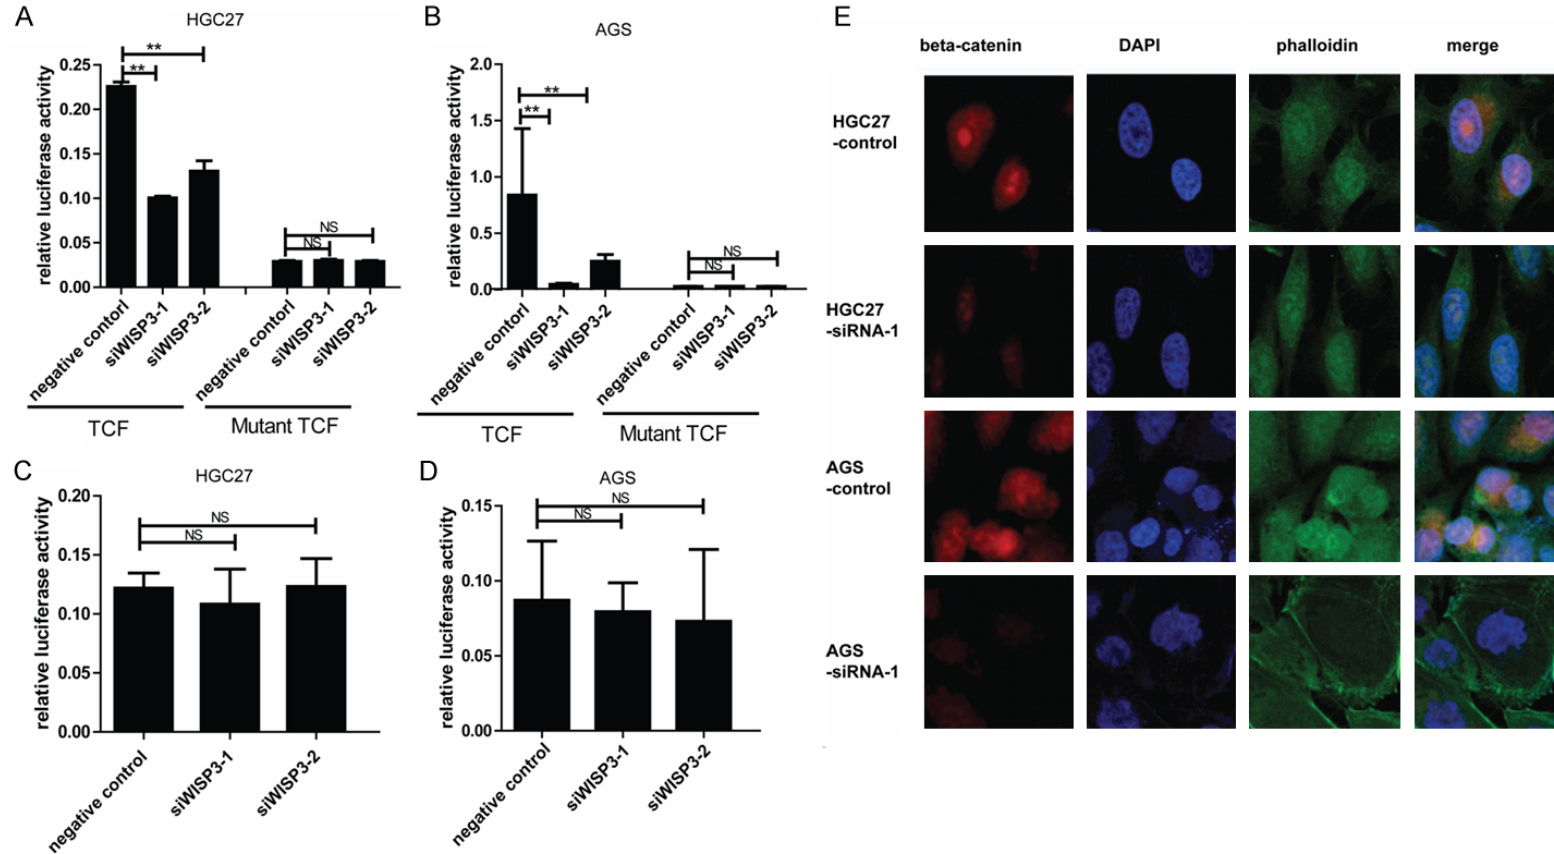 A
HGC27
relative luciferase activity
0.25
0.20
0.15
0.10
0.05
0.00
**
**
NS
NS
negative contorl
siWISP3-1
siWISP3-2
negative control
siWISP3-1
siWISP3-2
TCF
Mutant TCF
B
AGS
relative luciferase activity
2.0
1.5
1.0
0.5
0.0
**
**
NS
NS
negative control
siWISP3-1
siWISP3-2
negative control
siWISP3-1
siWISP3-2
TCF
Mutant TCF
C
HGC27
relative luciferase activity
0.20
0.15
0.10
0.05
0.00
NS
NS
negative control
siWISP3-1
siWISP3-2
D
AGS
relative luciferase activity
0.15
0.10
0.05
0.00
NS
NS
negative control
siWISP3-1
siWISP3-2
E
beta-catenin DAPI phalloidin merge
HGC27
-control
HGC27
-siRNA-1
AGS
-control
AGS
-siRNA-1